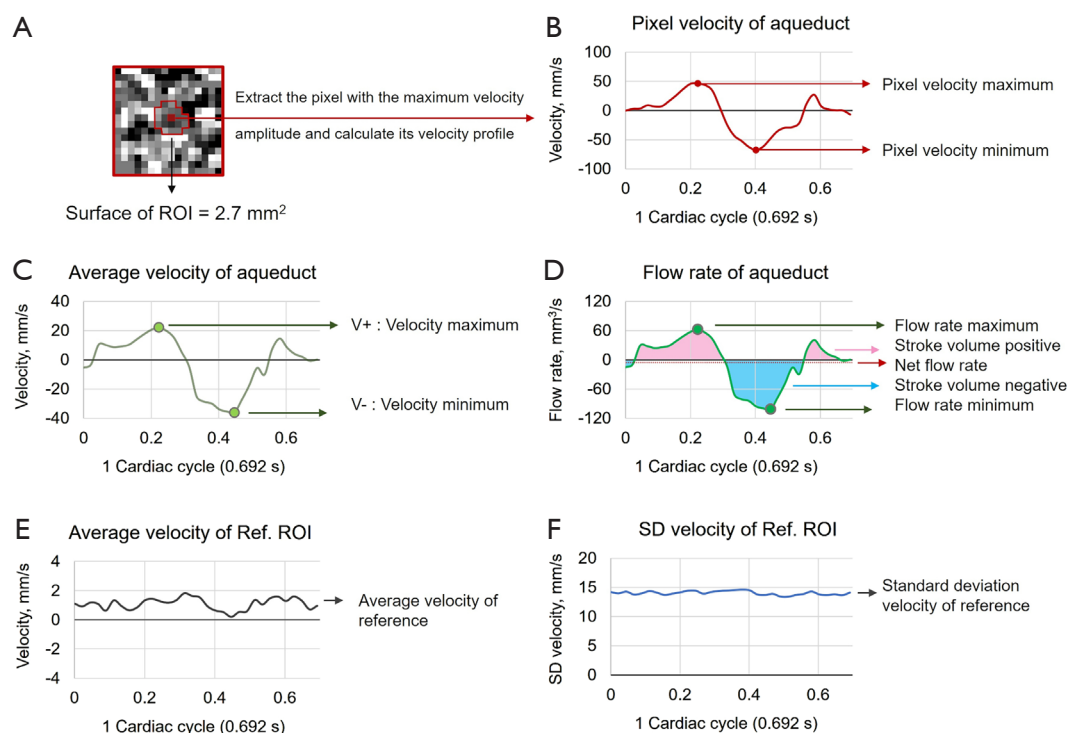 A
Extract the pixel with the maximum velocity
amplitude and calculate its velocity profile
Surface of ROI = 2.7 mm²
B
Pixel velocity of aqueduct
Velocity, mm/s
100
50
0
-50
-100
0
0.2
0.4
0.6
1 Cardiac cycle (0.692 s)
Pixel velocity maximum
Pixel velocity minimum
C
Average velocity of aqueduct
Velocity, mm/s
40
20
0
-20
-40
0
0.2
0.4
0.6
1 Cardiac cycle (0.692 s)
V+ : Velocity maximum
V- : Velocity minimum
D
Flow rate of aqueduct
Flow rate, mm³/s
120
60
0
-60
-120
0
0.2
0.4
0.6
1 Cardiac cycle (0.692 s)
Flow rate maximum
Stroke volume positive
Net flow rate
Stroke volume negative
Flow rate minimum
E
Average velocity of Ref. ROI
Velocity, mm/s
4
2
0
-2
-4
0
0.2
0.4
0.6
1 Cardiac cycle (0.692 s)
Average velocity of
reference
F
SD velocity of Ref. ROI
SD velocity, mm/s
20
15
10
5
0
0
0.2
0.4
0.6
1 Cardiac cycle (0.692 s)
Standard deviation
velocity of reference